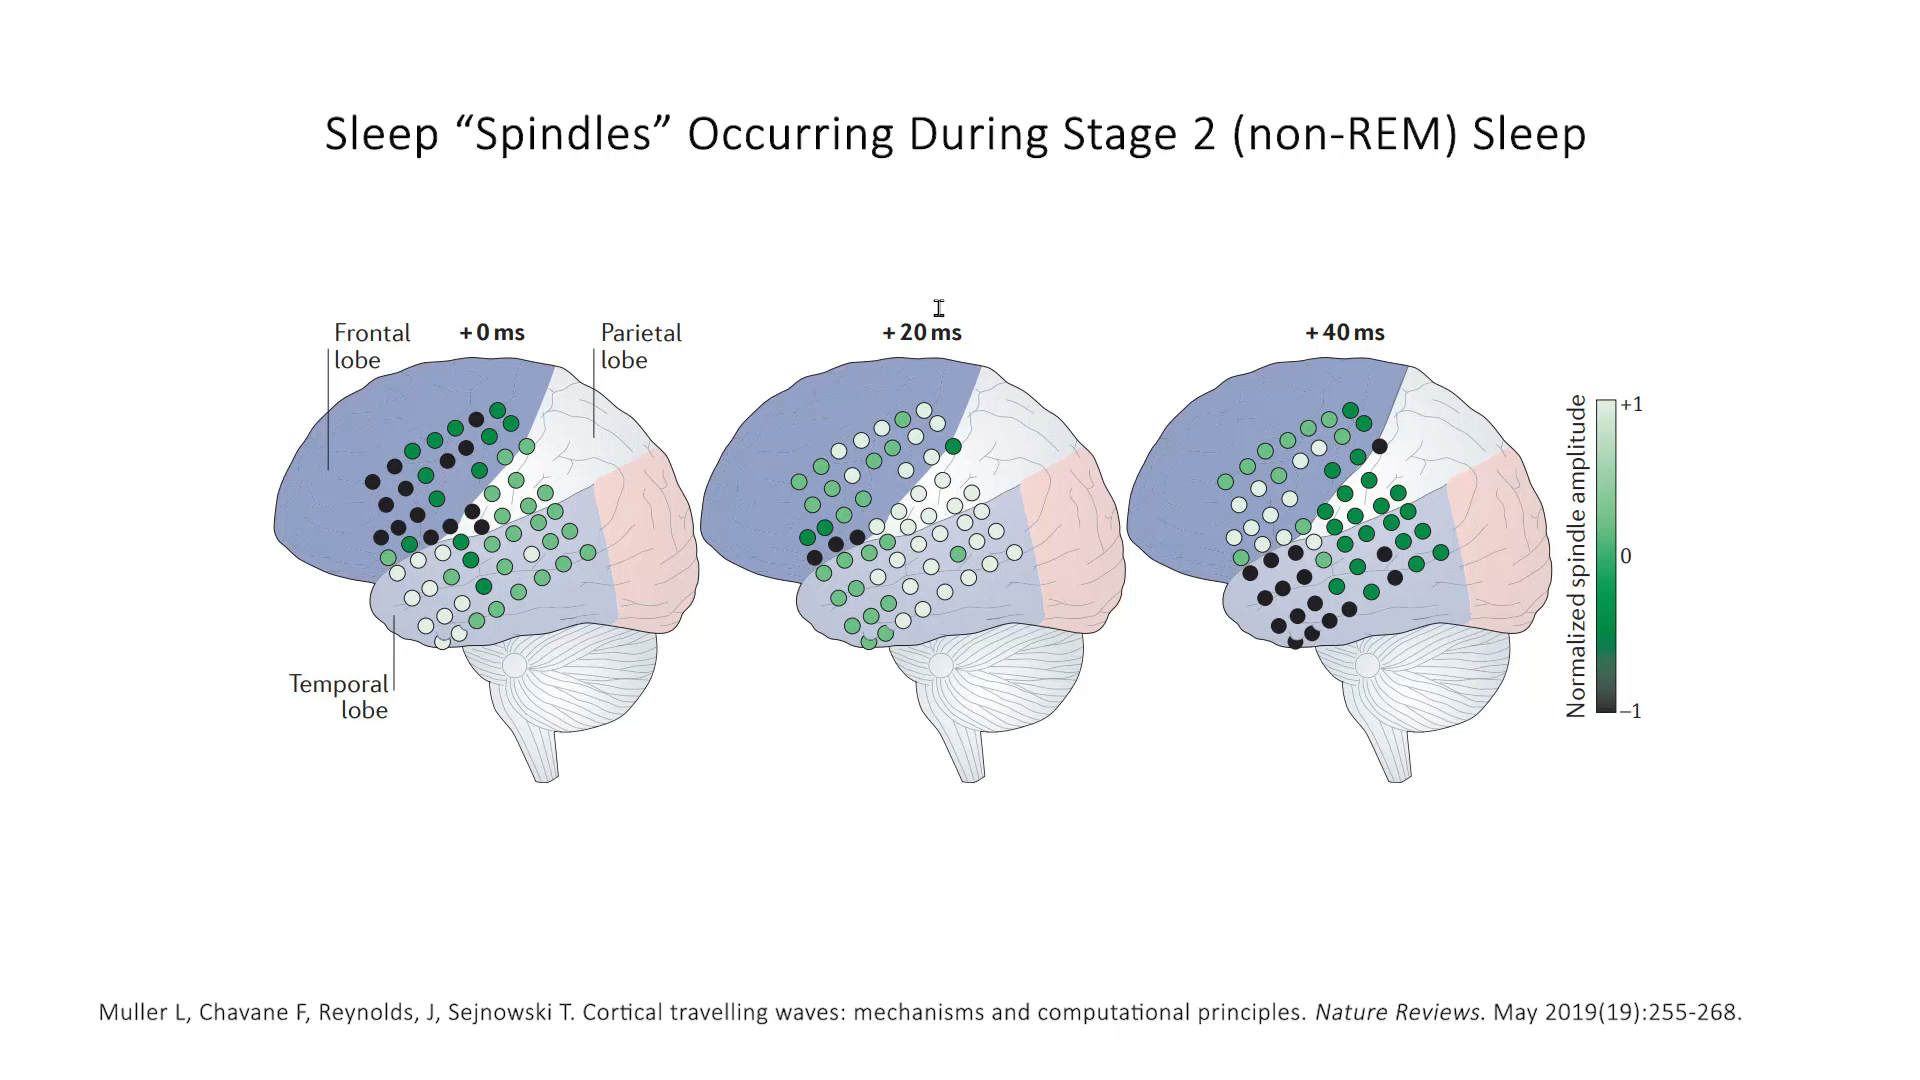 Sleep “Spindles” Occurring During Stage 2 (non-REM) Sleep
Frontal
lobe
+0 ms
Parietal
lobe
+20 ms
+40 ms
Temporal
lobe
Normalized spindle amplitude
+1
0
–1
Muller L, Chavane F, Reynolds, J, Sejnowski T. Cortical travelling waves: mechanisms and computational principles. Nature Reviews. May 2019(19):255-268.